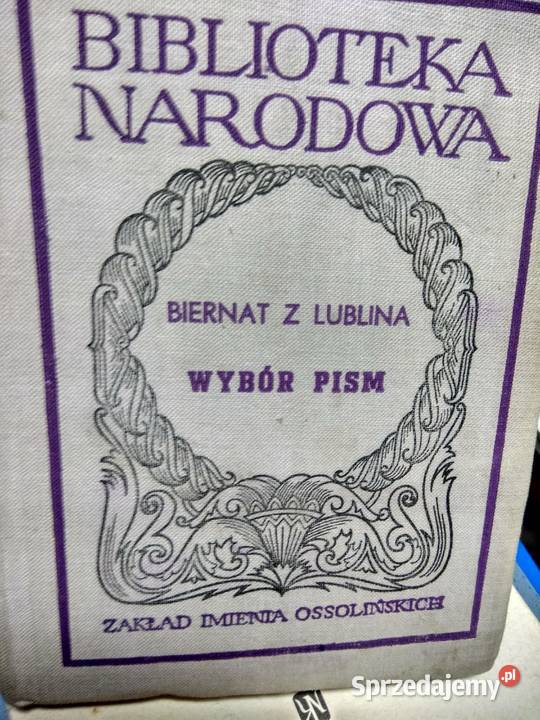 BIBLIOTEKA
NARODOWA
BIERNAT Z LUBLINA
WYBÓR PISM
ZAKŁAD IMIENIA OSSOLIŃSKICH
Sprzedajemy.pl